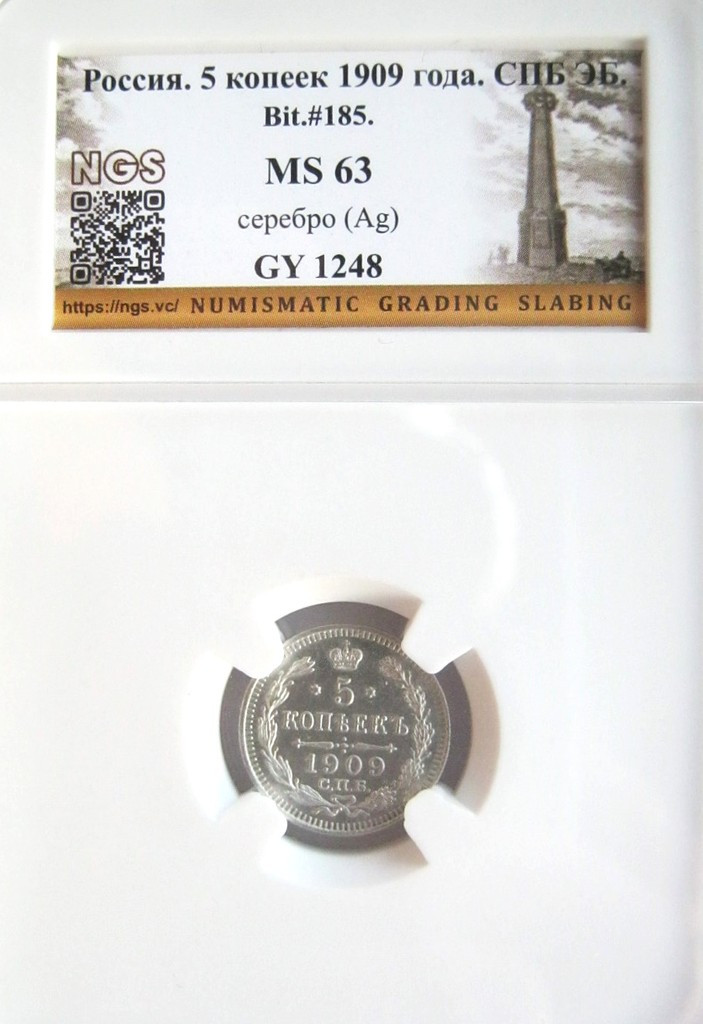 Россия. 5 копеек 1909 года. СПБ ЭБ.
Bit.#185.
NGS
MS 63
серебро (Ag)
GY 1248
https://ngs.vc/ NUMISMATIC GRADING SLABING
5
КОПѢЕКЪ
1909
С.П.Б.